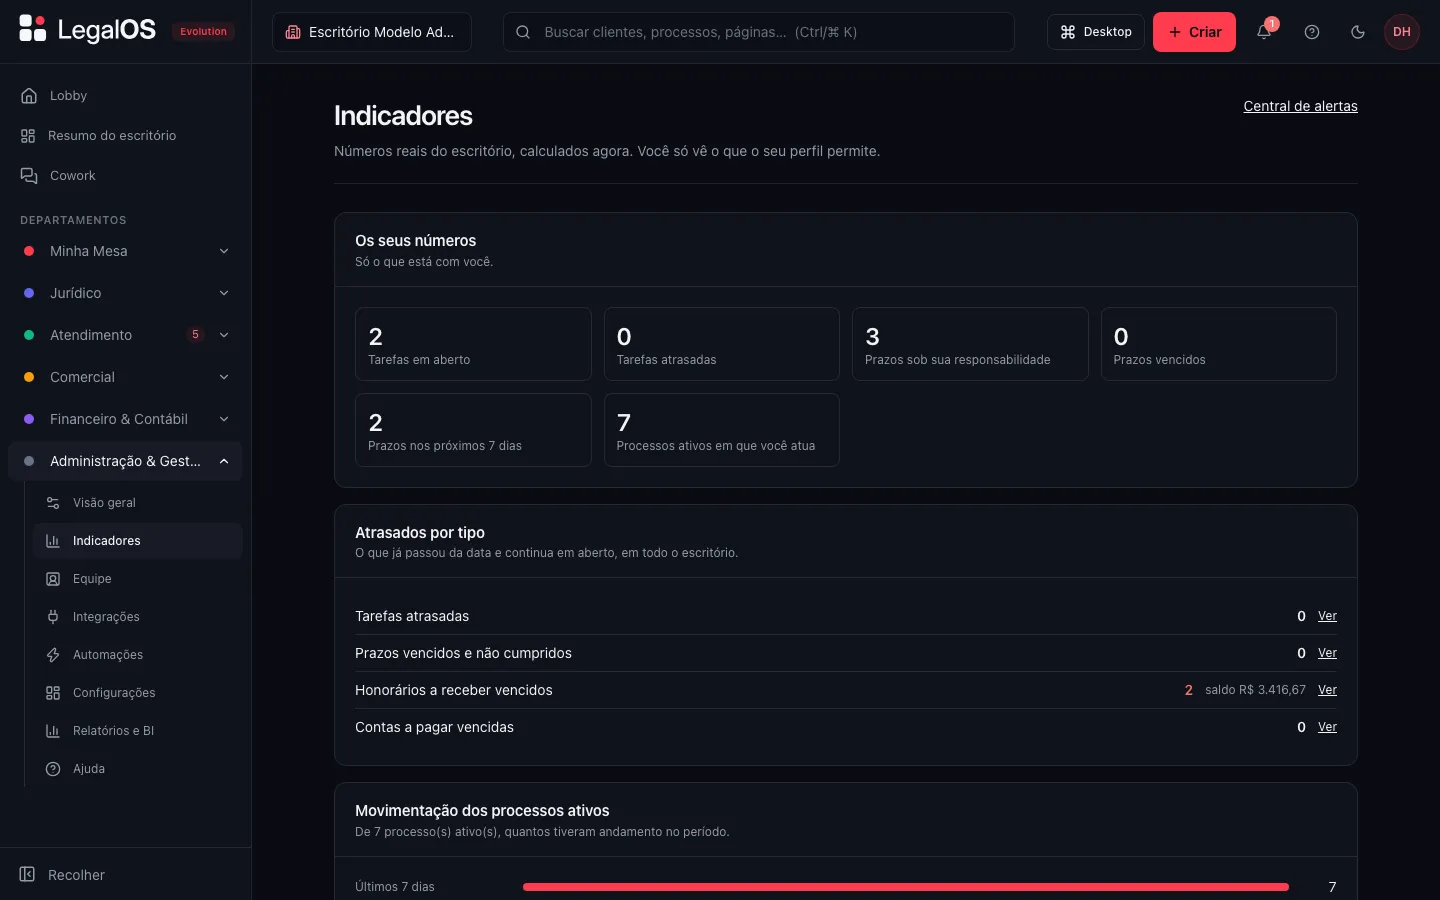 LegalOS
Evolution
Escritório Modelo Ad...
Buscar clientes, processos, páginas... (Ctrl/⌘ K)
⌘ Desktop
+ Criar
1
DH
Lobby
Resumo do escritório
Cowork
DEPARTAMENTOS
Minha Mesa
Jurídico
Atendimento
5
Comercial
Financeiro & Contábil
Administração & Gest...
Visão geral
Indicadores
Equipe
Integrações
Automações
Configurações
Relatórios e BI
Ajuda
Recolher
Indicadores
Central de alertas
Números reais do escritório, calculados agora. Você só vê o que o seu perfil permite.
Os seus números
Só o que está com você.
2
Tarefas em aberto
0
Tarefas atrasadas
3
Prazos sob sua responsabilidade
0
Prazos vencidos
2
Prazos nos próximos 7 dias
7
Processos ativos em que você atua
Atrasados por tipo
O que já passou da data e continua em aberto, em todo o escritório.
Tarefas atrasadas 0 Ver
Prazos vencidos e não cumpridos 0 Ver
Honorários a receber vencidos 2 saldo R$ 3.416,67 Ver
Contas a pagar vencidas 0 Ver
Movimentação dos processos ativos
De 7 processo(s) ativo(s), quantos tiveram andamento no período.
Últimos 7 dias 7